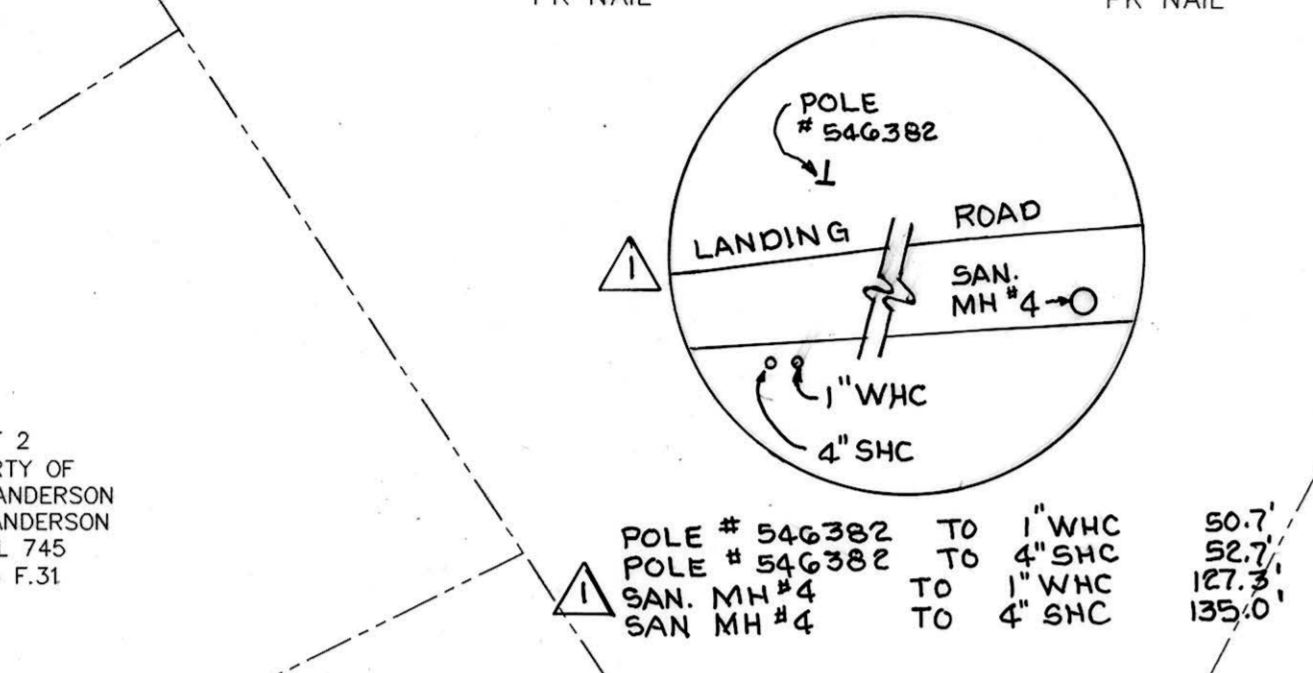 PK NAIL
PK NAIL
POLE
# 546382
LANDING ROAD
1
SAN.
MH #4
1" WHC
4" SHC
2
ANDERSON
ANDERSON
745
F.31
POLE # 546382 TO 1" WHC 50.7'
POLE # 546382 TO 4" SHC 52.7'
1
SAN. MH #4 TO 1" WHC 127.3'
SAN MH #4 TO 4" SHC 135.0'